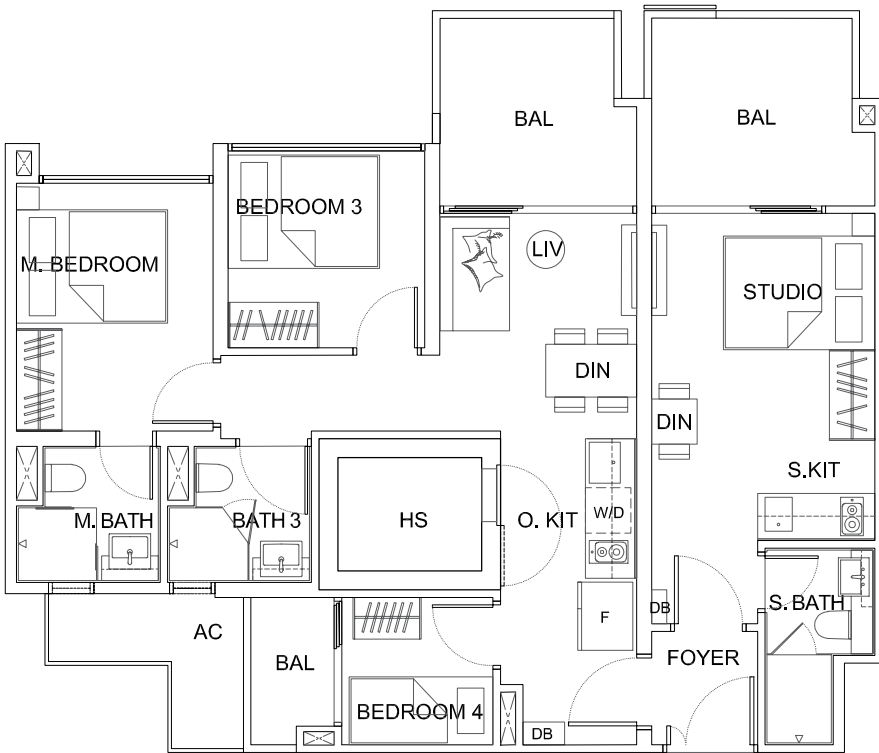 BAL
BAL
BEDROOM 3
M. BEDROOM
LIV
STUDIO
DIN
DIN
S.KIT
M. BATH
BATH 3
HS
O. KIT
W/D
F
DB
S. BATH
AC
BAL
FOYER
BEDROOM 4
DB